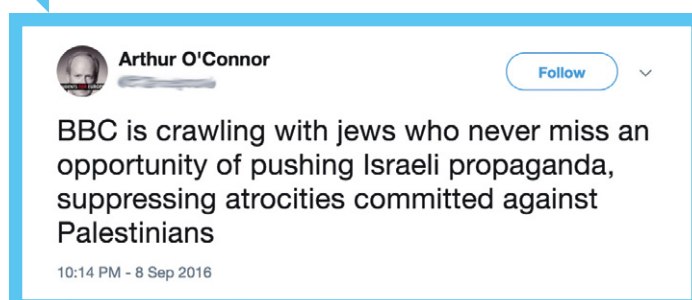 Arthur O'Connor
Follow
BBC is crawling with jews who never miss an
opportunity of pushing Israeli propaganda,
suppressing atrocities committed against
Palestinians
10:14 PM - 8 Sep 2016